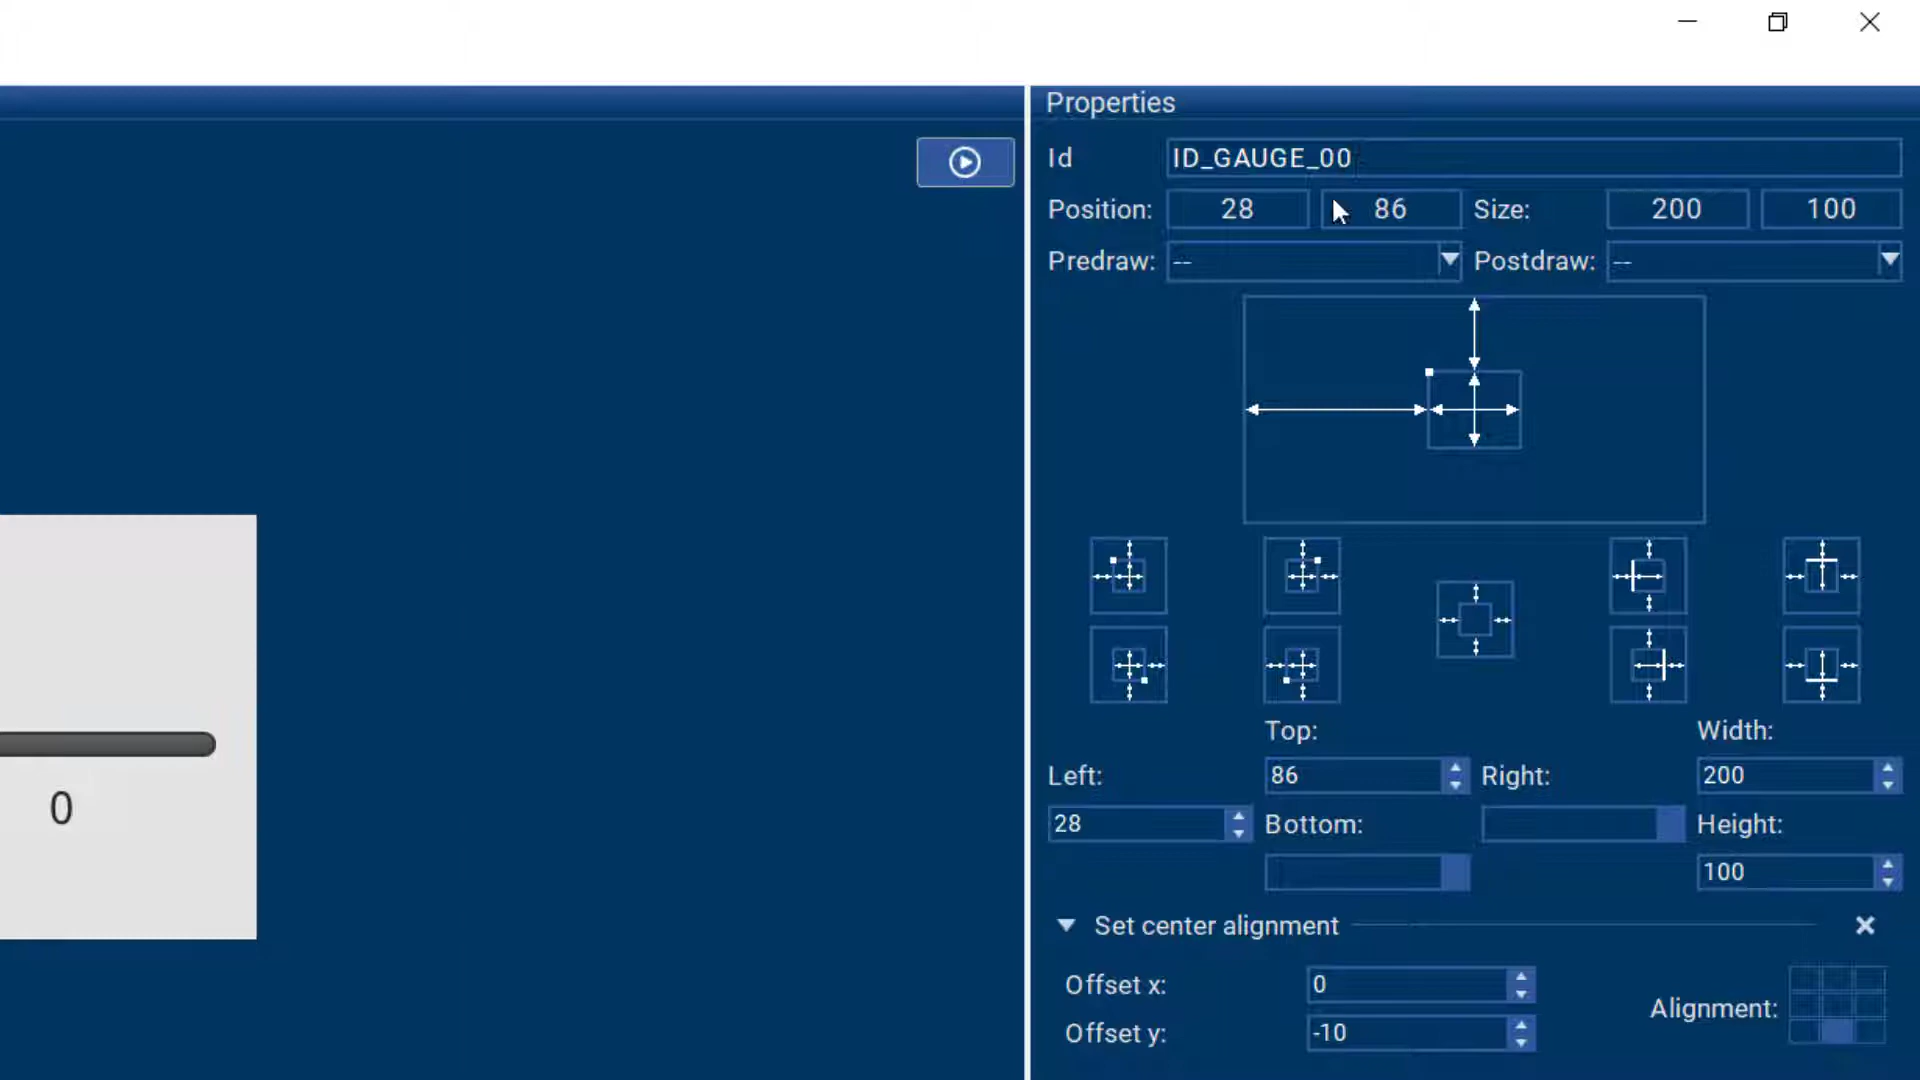 Properties
Id ID_GAUGE_00
Position: 28 86 Size: 200 100
Predraw: -- Postdraw: --
Top: Width:
Left: 86 Right: 200
28 Bottom: Height:
100
Set center alignment
Offset x: 0
Alignment:
Offset y: -10
0